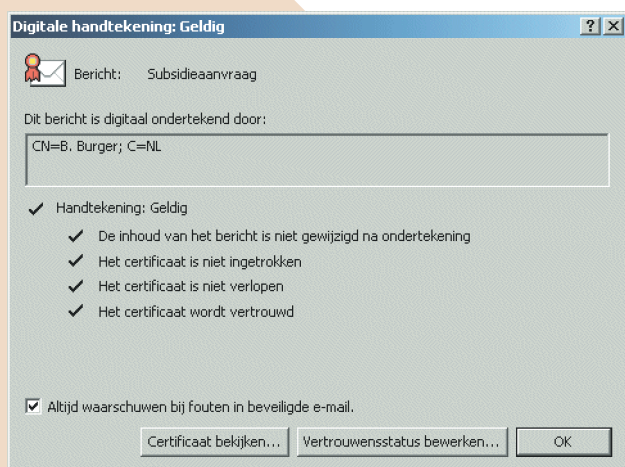 Digitale handtekening: Geldig
Bericht: Subsidieaanvraag
Dit bericht is digitaal ondertekend door:
CN=B. Burger; C=NL
Handtekening: Geldig
De inhoud van het bericht is niet gewijzigd na ondertekening
Het certificaat is niet ingetrokken
Het certificaat is niet verlopen
Het certificaat wordt vertrouwd
Altijd waarschuwen bij fouten in beveiligde e-mail.
Certificaat bekijken... Vertrouwensstatus bewerken... OK